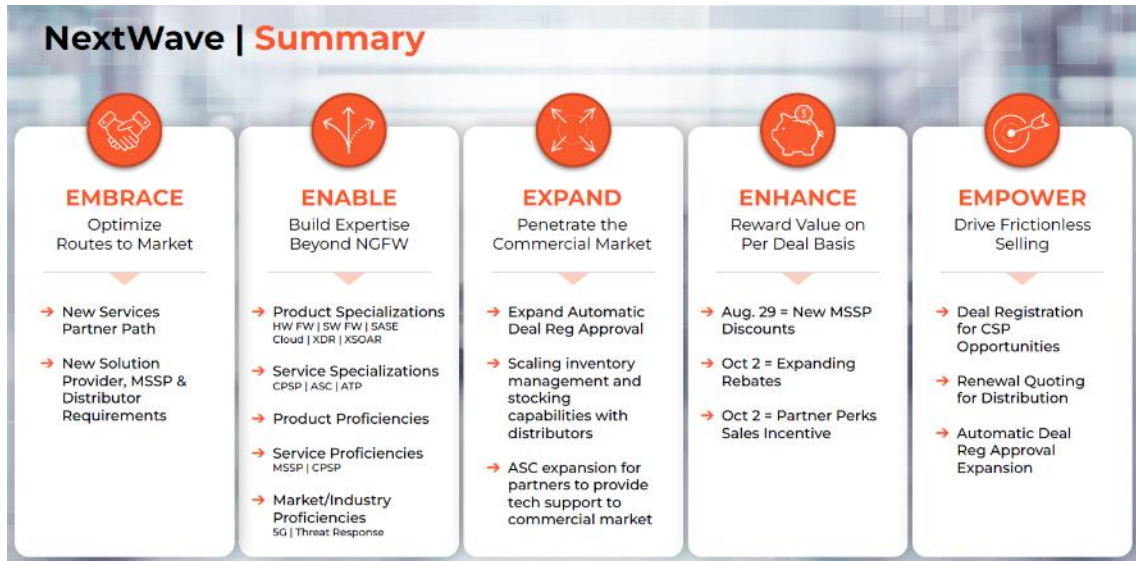 NextWave | Summary
EMBRACE
Optimize
Routes to Market
→ New Services
Partner Path
→ New Solution
Provider, MSSP &
Distributor
Requirements
ENABLE
Build Expertise
Beyond NGFW
→ Product Specializations
HW FW | SW FW | SASE
Cloud | XDR | XSOAR
→ Service Specializations
CPSP | ASC | ATP
→ Product Proficiencies
→ Service Proficiencies
MSSP | CPSP
→ Market/Industry
Proficiencies
5G | Threat Response
EXPAND
Penetrate the
Commercial Market
→ Expand Automatic
Deal Reg Approval
→ Scaling inventory
management and
stocking
capabilities with
distributors
→ ASC expansion for
partners to provide
tech support to
commercial market
$
ENHANCE
Reward Value on
Per Deal Basis
→ Aug. 29 = New MSSP
Discounts
→ Oct 2 = Expanding
Rebates
→ Oct 2 = Partner Perks
Sales Incentive
EMPOWER
Drive Frictionless
Selling
→ Deal Registration
for CSP
Opportunities
→ Renewal Quoting
for Distribution
→ Automatic Deal
Reg Approval
Expansion